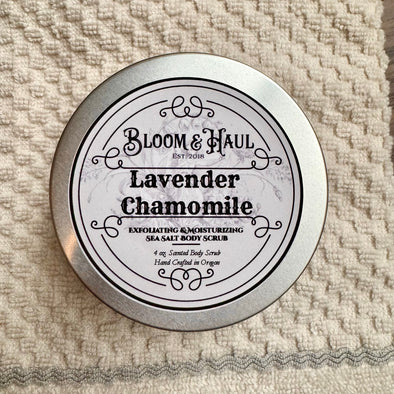 Bloom & Haul
Est. 2018
Lavender
Chamomile
Exfoliating & Moisturizing
Sea Salt Body Scrub
4 oz Scented Body Scrub
Hand Crafted in Oregon